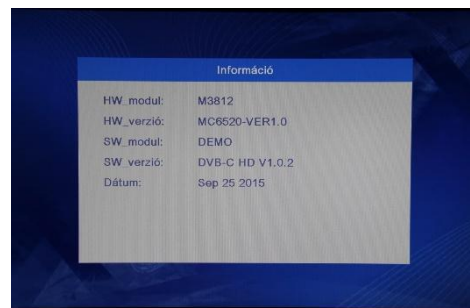 Információ
HW_modul: M3812
HW_verzió: MC6520-VER1.0
SW_modul: DEMO
SW_verzió: DVB-C HD V1.0.2
Dátum: Sep 25 2015